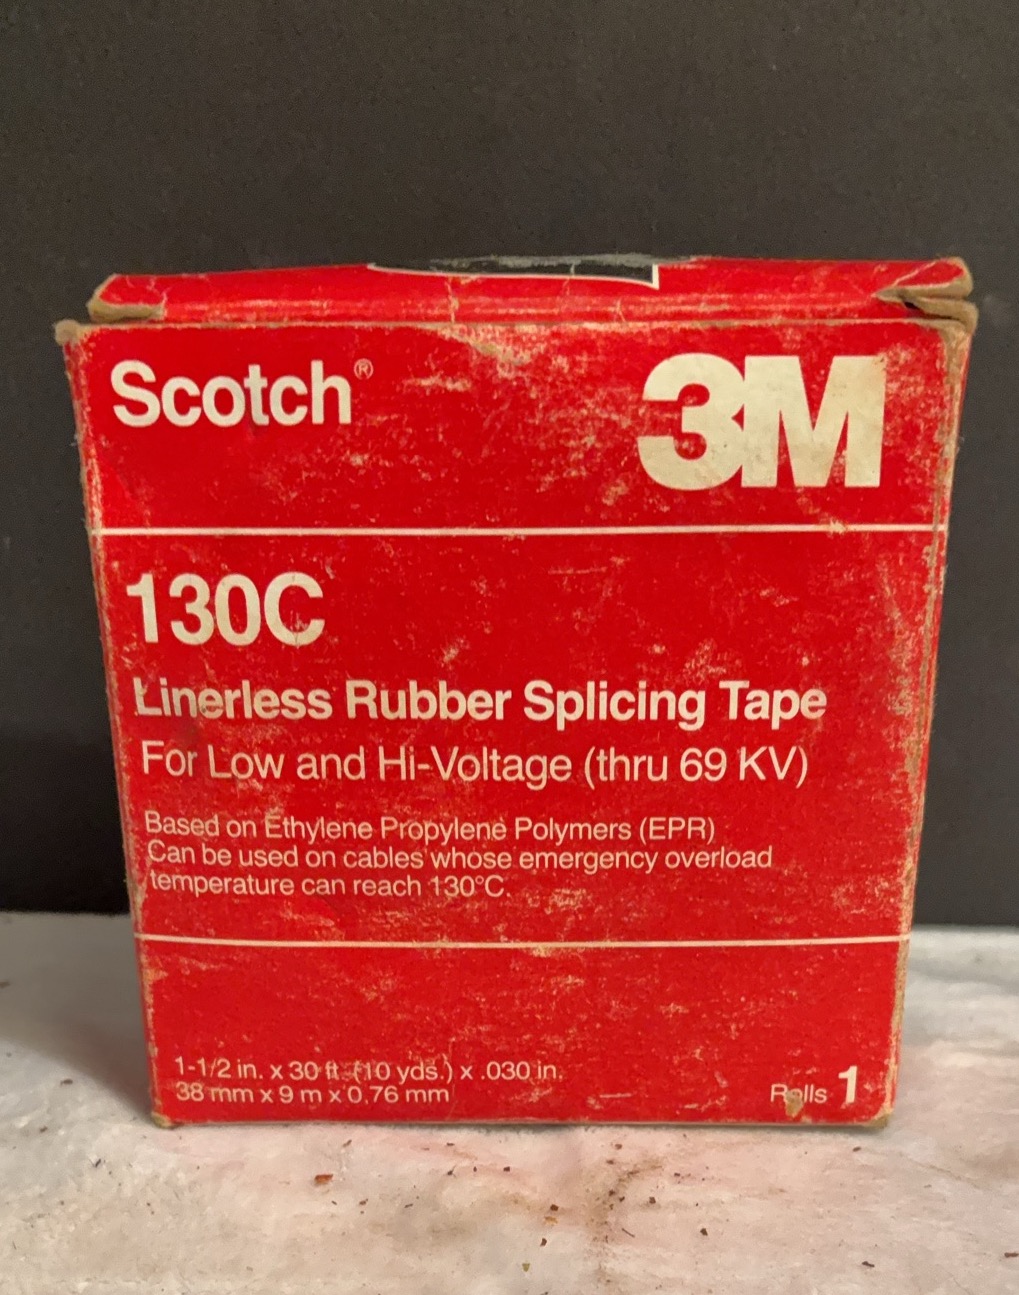 Scotch® 3M
130C
Linerless Rubber Splicing Tape
For Low and Hi-Voltage (thru 69 KV)
Based on Ethylene Propylene Polymers (EPR)
Can be used on cables whose emergency overload
temperature can reach 130°C.
1-1/2 in. x 30 ft. (10 yds.) x .030 in.
38 mm x 9 m x 0.76 mm
Rolls 1